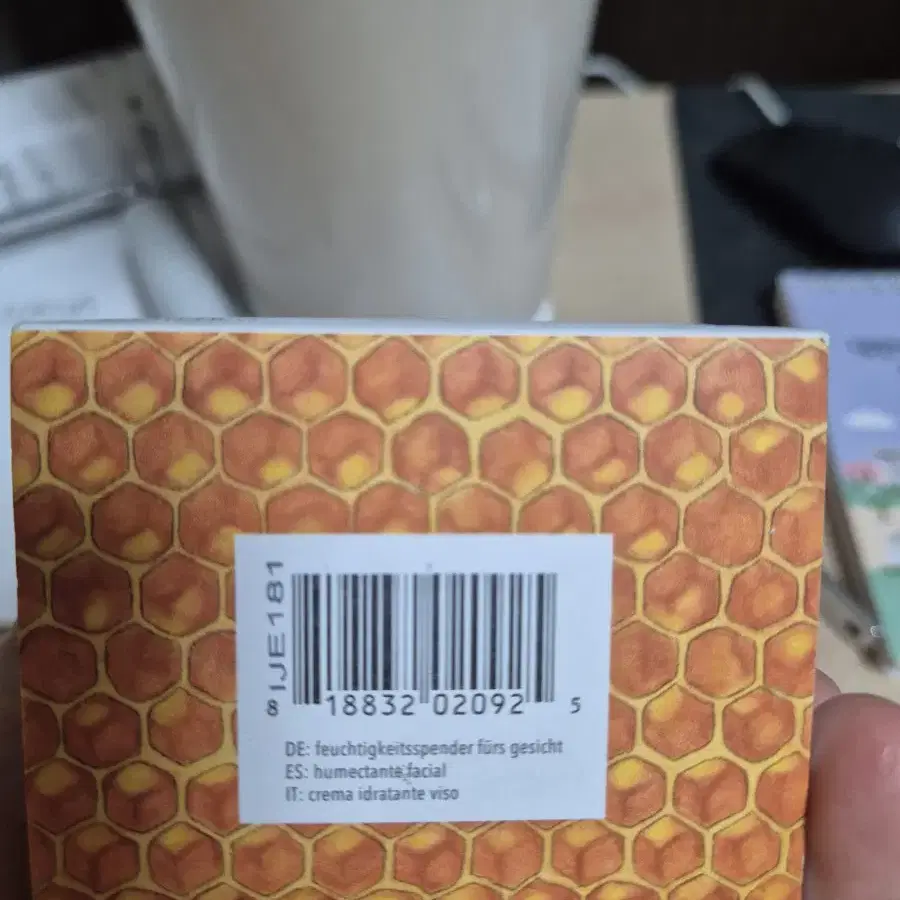 IJE181
8 18832 02092 5
DE: feuchtigkeitsspender fürs gesicht
ES: humectante facial
IT: crema idratante viso